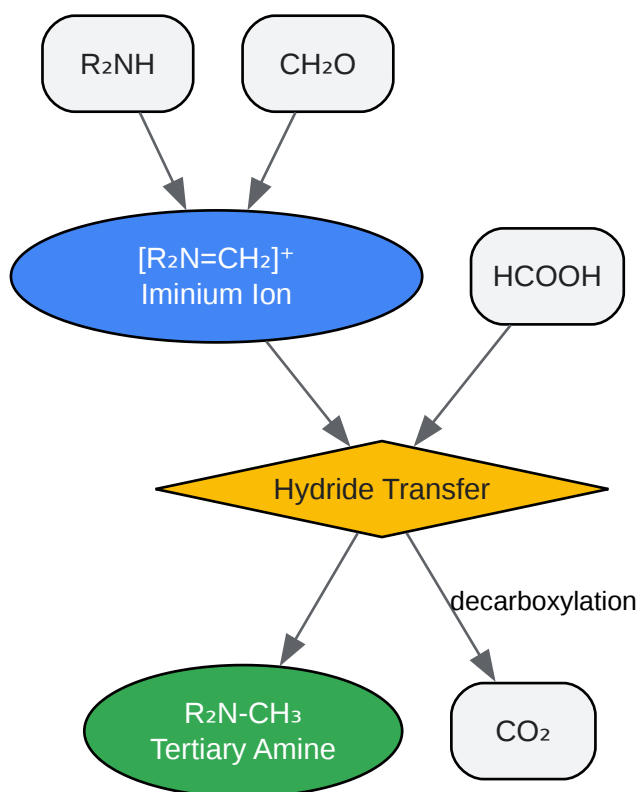 R₂NH
CH₂O
[R₂N=CH₂]⁺
Iminium Ion
HCOOH
Hydride Transfer
decarboxylation
R₂N-CH₃
Tertiary Amine
CO₂